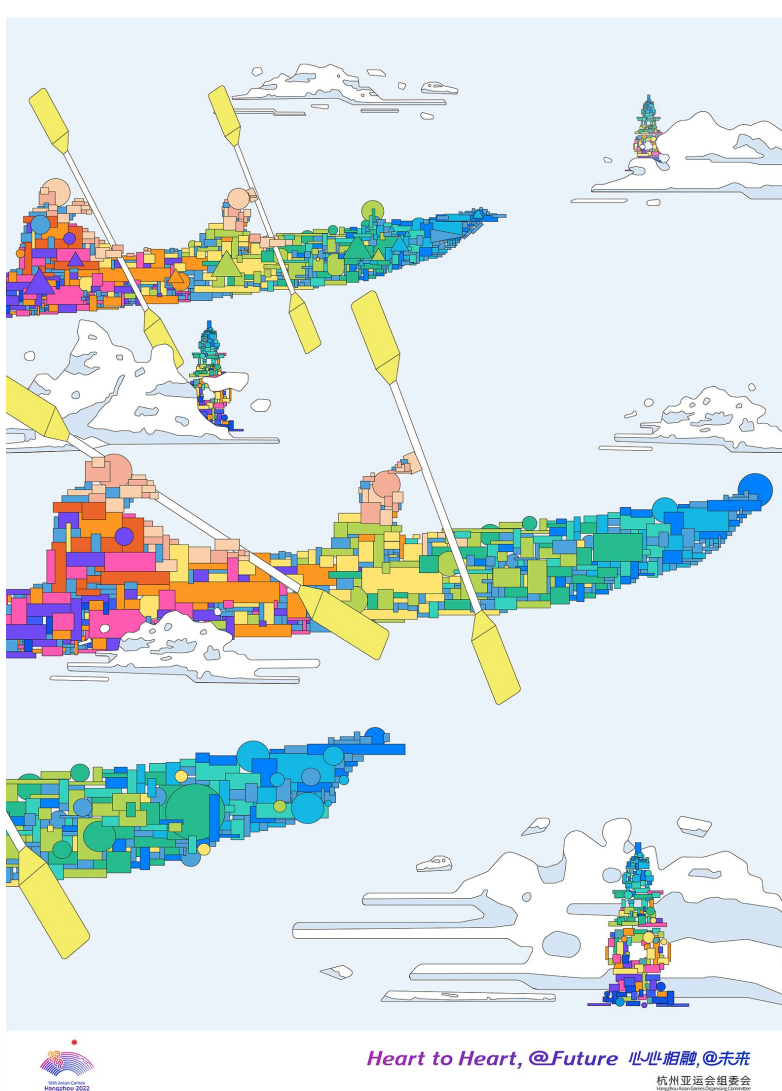 Heart to Heart, @Future 心心相融,@未来
19th Asian Games
Hangzhou 2022
杭州亚运会组委会
Hangzhou Asian Games Organising Committee